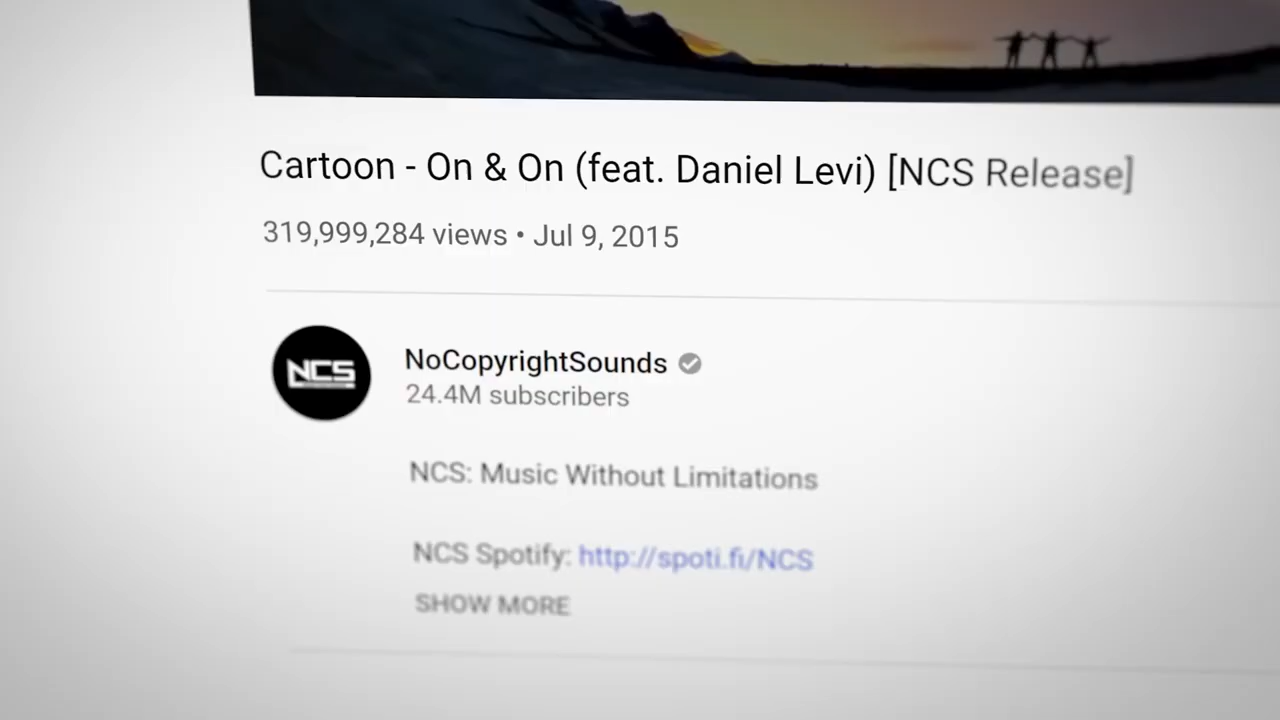 Cartoon - On & On (feat. Daniel Levi) [NCS Release]
319,999,284 views • Jul 9, 2015
NCS
NoCopyrightSounds
24.4M subscribers
NCS: Music Without Limitations
NCS Spotify: http://spoti.fi/NCS
SHOW MORE